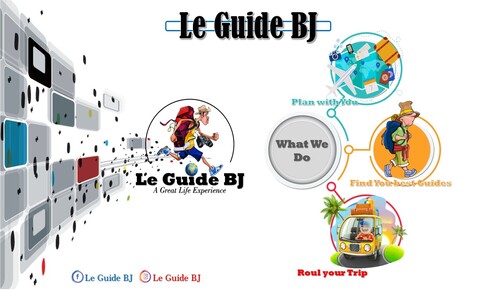 Le Guide BJ
Plan with You
What We
Do
Find You best Guides
Le Guide BJ
A Great Life Experience
Roul your Trip
Le Guide BJ
Le Guide BJ